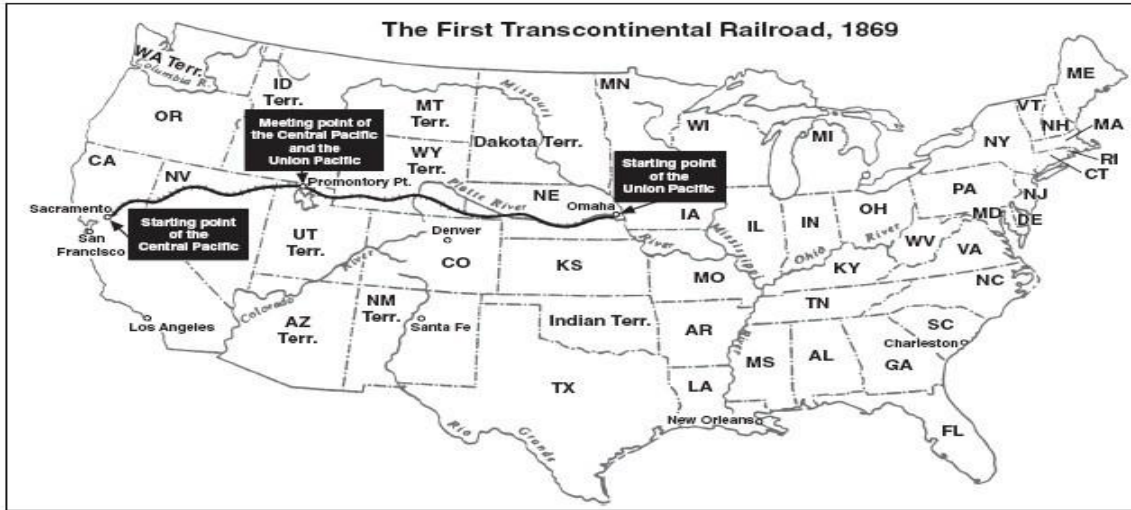 The First Transcontinental Railroad, 1869
WA Terr.
Columbia R.
ID
Terr.
OR
CA
NV
MT
Terr.
WY
Terr.
Missouri
Dakota Terr.
MN
WI
MI
ME
VT
NH
MA
NY
RI
CT
Meeting point of
the Central Pacific
and the
Union Pacific
Promontory Pt.
Starting point
of the
Union Pacific
Platte River
NE
Omaha
IA
IL
IN
OH
PA
NJ
MD
DE
Sacramento
San
Francisco
Starting point
of the
Central Pacific
UT
Terr.
Denver
CO
KS
River
MO
Mississippi
Ohio River
WV
VA
KY
NC
TN
Colorado River
Los Angeles
AZ
Terr.
NM
Terr.
Santa Fe
Indian Terr.
AR
SC
Charleston
MS
AL
GA
TX
LA
New Orleans
FL
Rio Grande